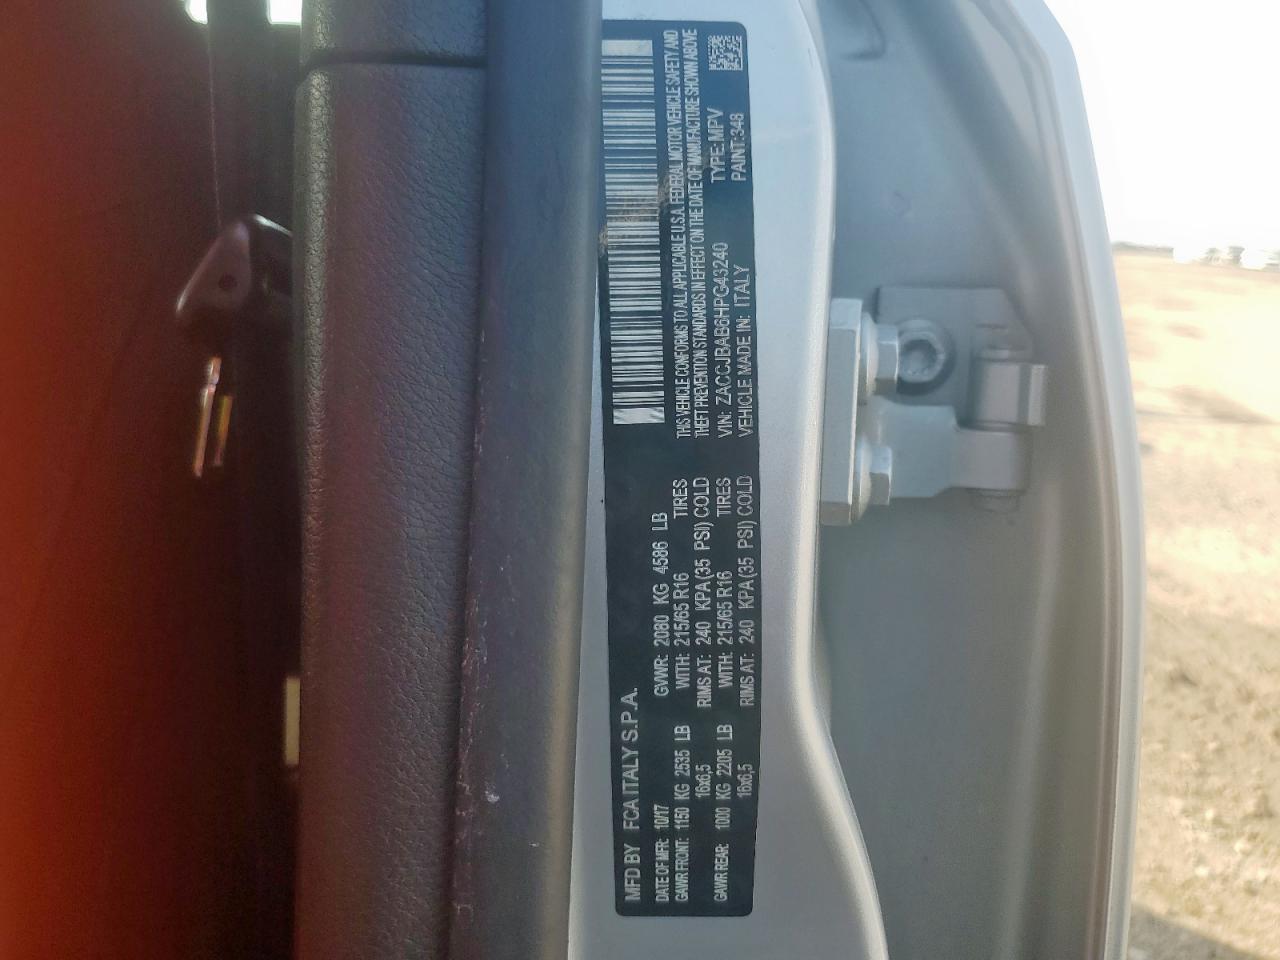 MFD BY FCA ITALY S.P.A.
DATE OF MFR: 10/17 GVWR: 2080 KG 4586 LB
GAWR FRONT: 1150 KG 2535 LB WITH: 215/65 R16 TIRES
16x6,5 RIMS AT: 240 KPA (35 PSI) COLD
GAWR REAR: 1000 KG 2205 LB WITH: 215/65 R16 TIRES
16x6,5 RIMS AT: 240 KPA (35 PSI) COLD
THIS VEHICLE CONFORMS TO ALL APPLICABLE U.S.A. FEDERAL MOTOR VEHICLE SAFETY AND
THEFT PREVENTION STANDARDS IN EFFECT ON THE DATE OF MANUFACTURE SHOWN ABOVE
VIN: ZACCJBAB6HPG43240 TYPE: MPV
VEHICLE MADE IN: ITALY PAINT:348